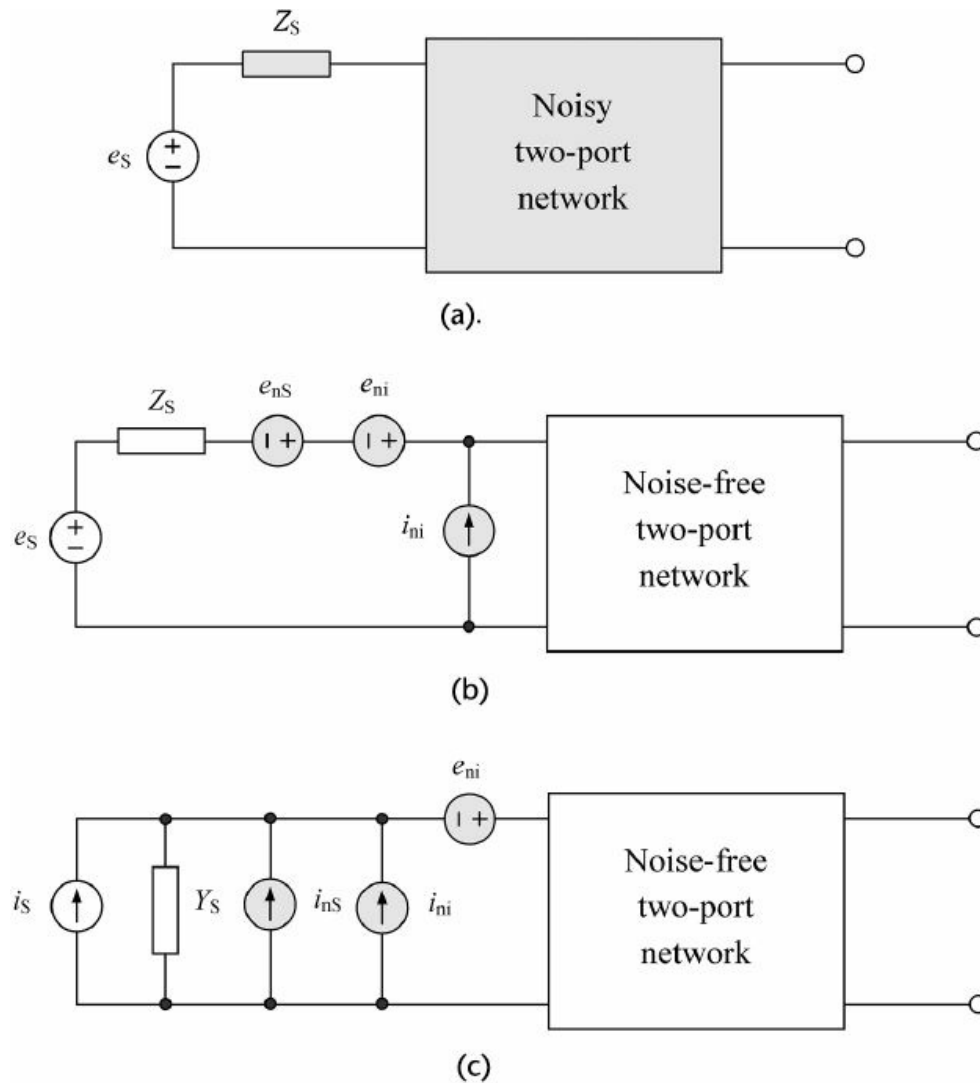 Z_S
e_S
+
−
Noisy
two-port
network
(a).
Z_S
e_nS
e_ni
− +
− +
e_S
+
−
i_ni
Noise-free
two-port
network
(b)
e_ni
− +
i_S
Y_S
i_nS
i_ni
Noise-free
two-port
network
(c)